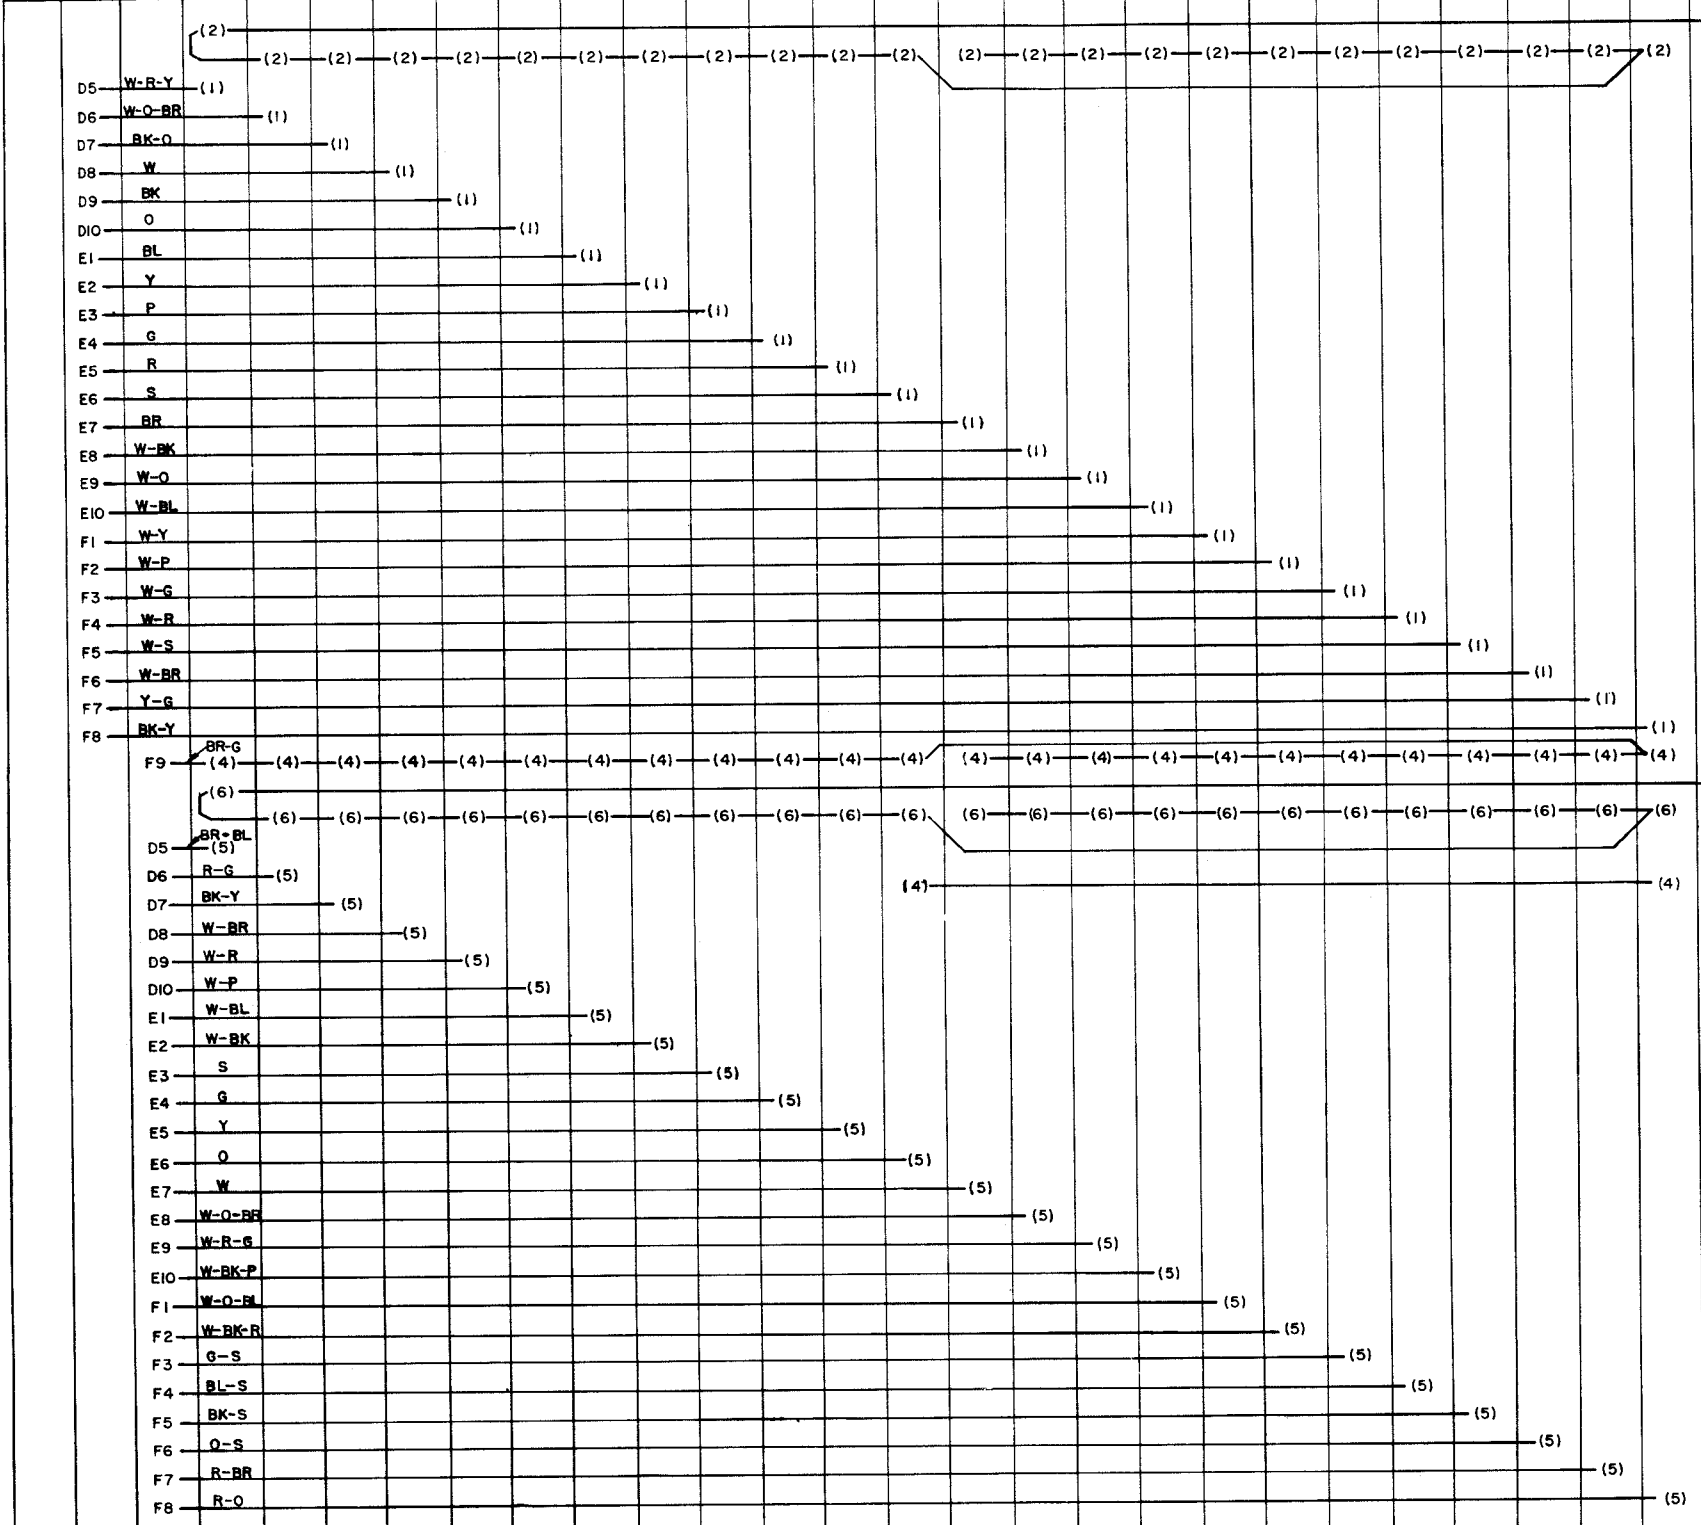 (2)
(2) (2) (2) (2) (2) (2) (2) (2) (2) (2) (2) (2) (2) (2) (2) (2) (2) (2) (2) (2) (2) (2) (2)
D5 W-R-Y (1)
D6 W-O-BR (1)
D7 BK-O (1)
D8 W (1)
D9 BK (1)
D10 O (1)
E1 BL (1)
E2 Y (1)
E3 P (1)
E4 G (1)
E5 R (1)
E6 S (1)
E7 BR (1)
E8 W-BK (1)
E9 W-O (1)
E10 W-BL (1)
F1 W-Y (1)
F2 W-P (1)
F3 W-G (1)
F4 W-R (1)
F5 W-S (1)
F6 W-BR (1)
F7 Y-G (1)
F8 BK-Y (1)
BR-G
F9 (4) (4) (4) (4) (4) (4) (4) (4) (4) (4) (4) (4) (4) (4) (4) (4) (4) (4) (4) (4) (4) (4) (4) (4)
(6)
(6) (6) (6) (6) (6) (6) (6) (6) (6) (6) (6) (6) (6) (6) (6) (6) (6) (6) (6) (6) (6) (6) (6)
BR-BL
D5 (5)
D6 R-G (5)
(4) (4)
D7 BK-Y (5)
D8 W-BR (5)
D9 W-R (5)
D10 W-P (5)
E1 W-BL (5)
E2 W-BK (5)
E3 S (5)
E4 G (5)
E5 Y (5)
E6 O (5)
E7 W (5)
E8 W-O-BR (5)
E9 W-R-G (5)
E10 W-BK-P (5)
F1 W-O-BL (5)
F2 W-BK-R (5)
F3 G-S (5)
F4 BL-S (5)
F5 BK-S (5)
F6 O-S (5)
F7 R-BR (5)
F8 R-O (5)